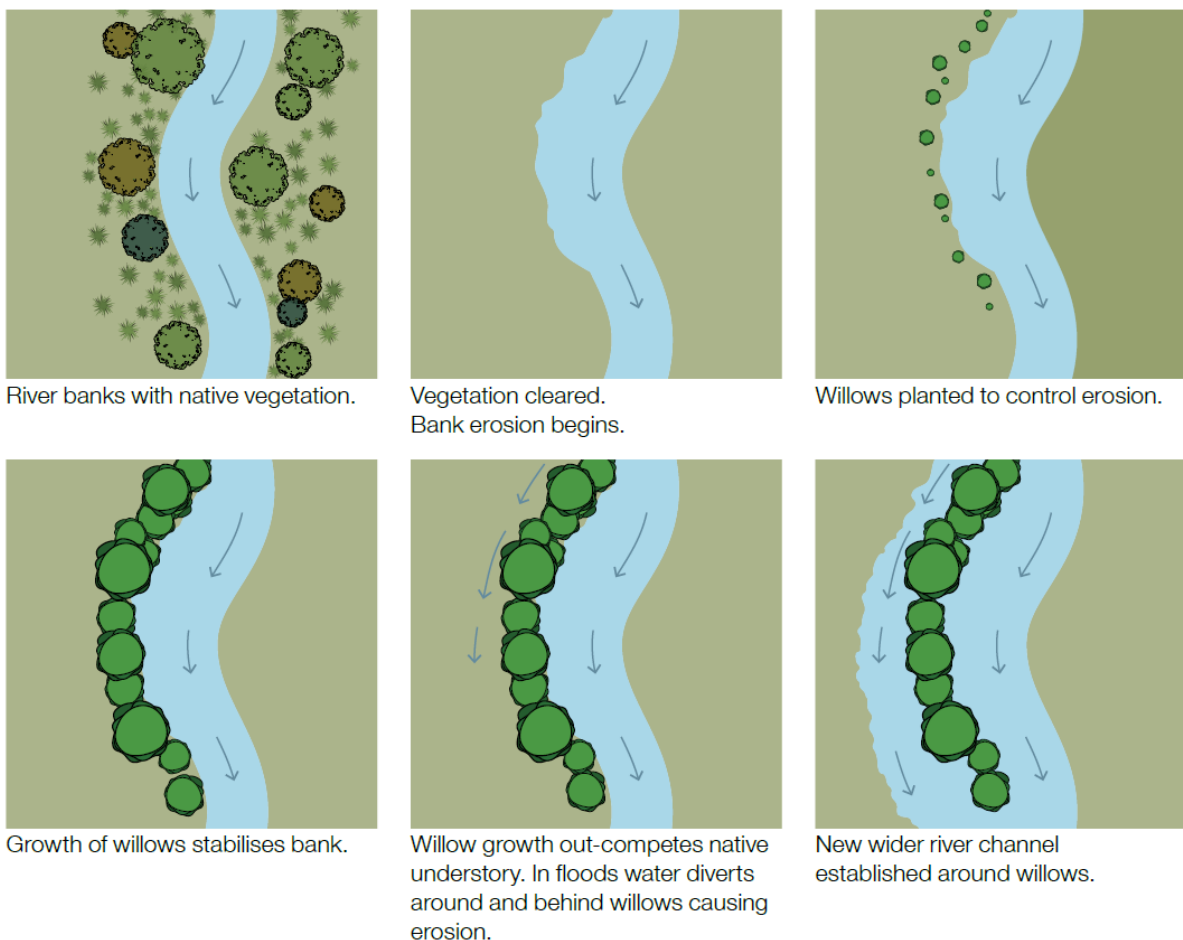 River banks with native vegetation.
Vegetation cleared.
Bank erosion begins.
Willows planted to control erosion.
Growth of willows stabilises bank.
Willow growth out-competes native
understory. In floods water diverts
around and behind willows causing
erosion.
New wider river channel
established around willows.